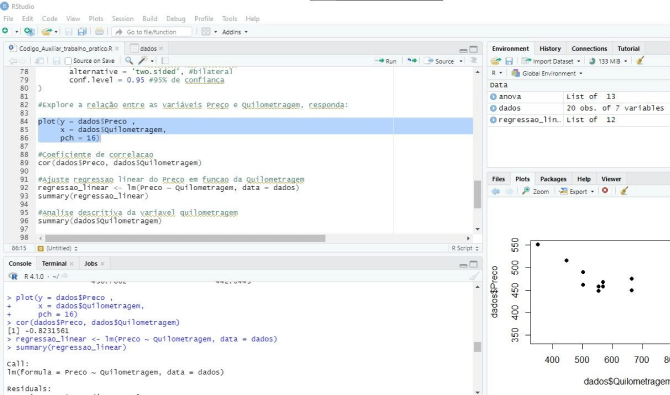 RStudio
File Edit Code View Plots Session Build Debug Profile Tools Help
Go to file/function Addins
Codigo_Auxiliar_trabalho_pratico.R dados
Source on Save Run Source
78 alternative = 'two.sided', #bilateral
79 conf.level = 0.95 #95% de confianca
80 )
81
82 #Explore a relação entre as variáveis Preço e Quilometragem, responda:
83
84 plot(y = dados$Preco ,
85 x = dados$Quilometragem,
86 pch = 16)
87
88 #Coeficiente de correlacao
89 cor(dados$Preco, dados$Quilometragem)
90
91 #Ajuste regressao linear do Preco em funcao da Quilometragem
92 regressao_linear <- lm(Preco ~ Quilometragem, data = dados)
93 summary(regressao_linear)
94
95 #Analise descritiva da variavel quilometragem
96 summary(dados$Quilometragem)
97
98
86:15 (Untitled) R Script
Console Terminal Jobs
R 4.1.0 · ~/
> plot(y = dados$Preco ,
+ x = dados$Quilometragem,
+ pch = 16)
> cor(dados$Preco, dados$Quilometragem)
[1] -0.8231561
> regressao_linear <- lm(Preco ~ Quilometragem, data = dados)
> summary(regressao_linear)
Call:
lm(formula = Preco ~ Quilometragem, data = dados)
Residuals:
Environment History Connections Tutorial
Import Dataset 133 MiB
R Global Environment
Data
anova List of 13
dados 20 obs. of 7 variables
regressao_lin… List of 12
Files Plots Packages Help Viewer
Zoom Export
dados$Preco
350 400 450 500 550
400 500 600 700
dados$Quilometragem